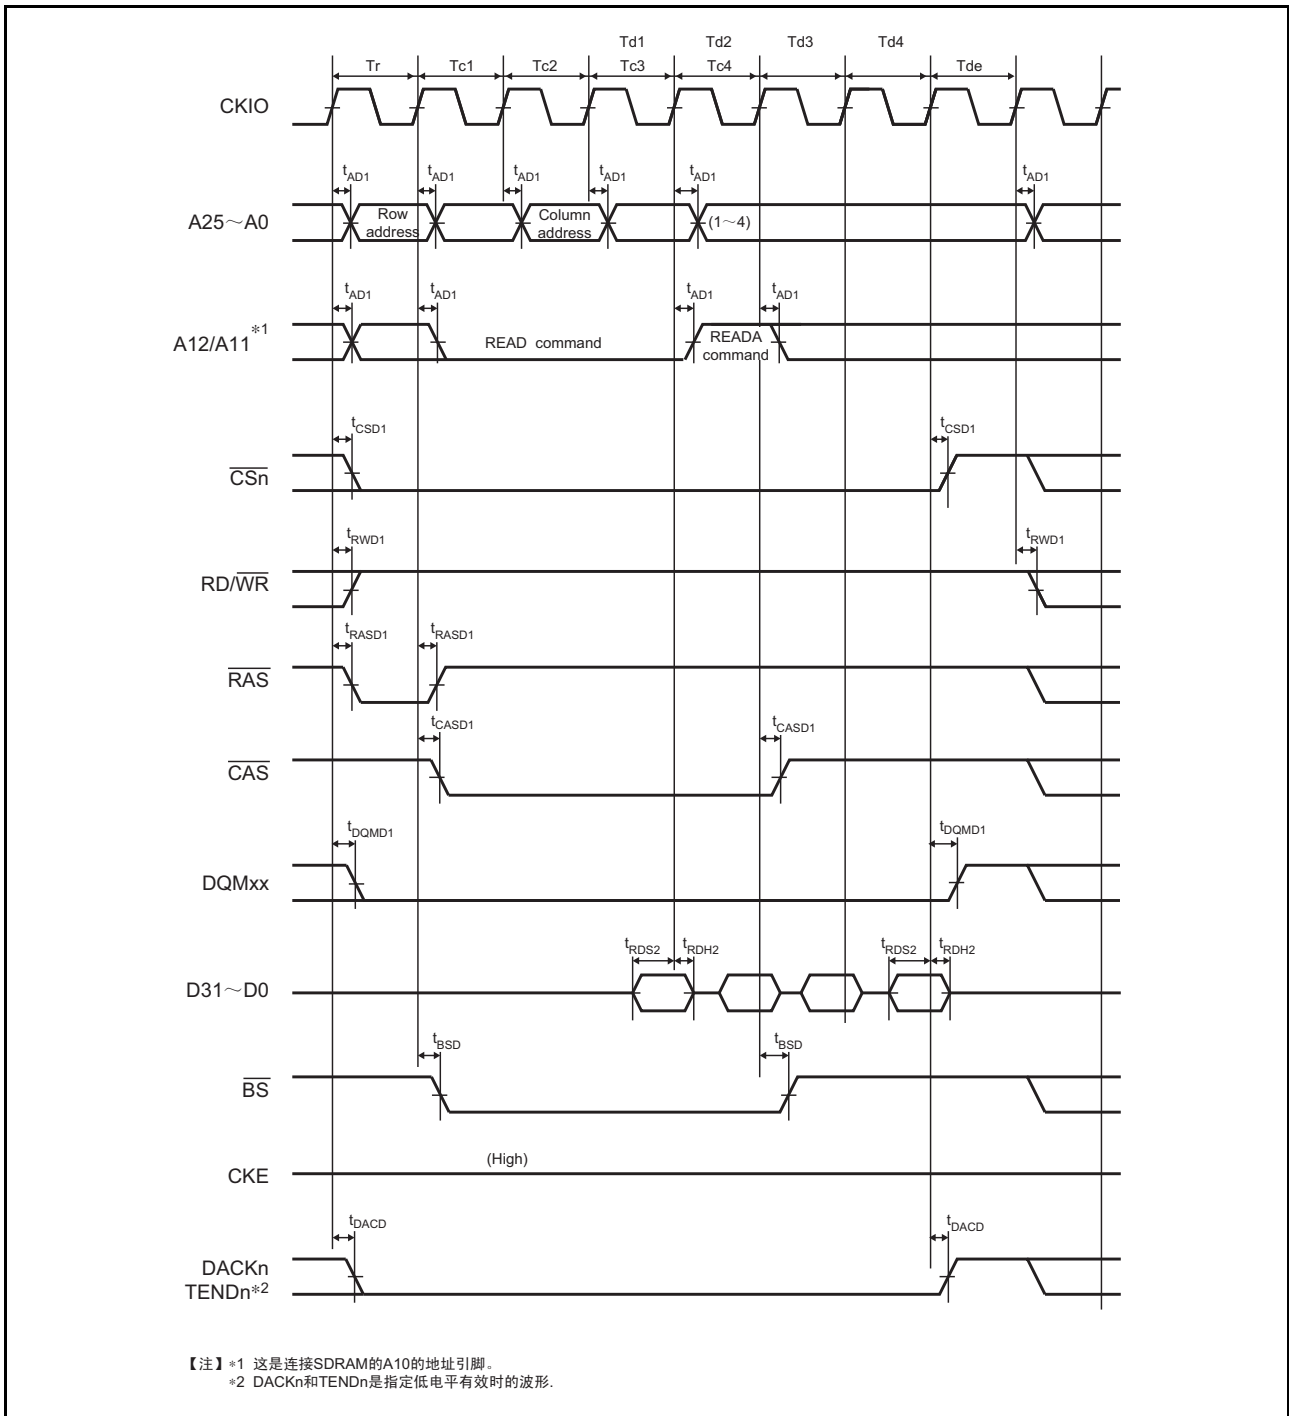 Td1 Td2 Td3 Td4
Tr Tc1 Tc2 Tc3 Tc4 Tde
CKIO
tAD1 tAD1 tAD1 tAD1 tAD1 tAD1
A25～A0 Row address Column address (1～4)
tAD1 tAD1 tAD1 tAD1
A12/A11*1 READ command READA command
tCSD1 tCSD1
CSn
tRWD1 tRWD1
RD/WR
tRASD1 tRASD1
RAS
tCASD1 tCASD1
CAS
tDQMD1 tDQMD1
DQMxx
tRDS2 tRDH2 tRDS2 tRDH2
D31～D0
tBSD tBSD
BS
(High)
CKE
tDACD tDACD
DACKn
TENDn*2
【注】*1 这是连接SDRAM的A10的地址引脚。
*2 DACKn和TENDn是指定低电平有效时的波形.